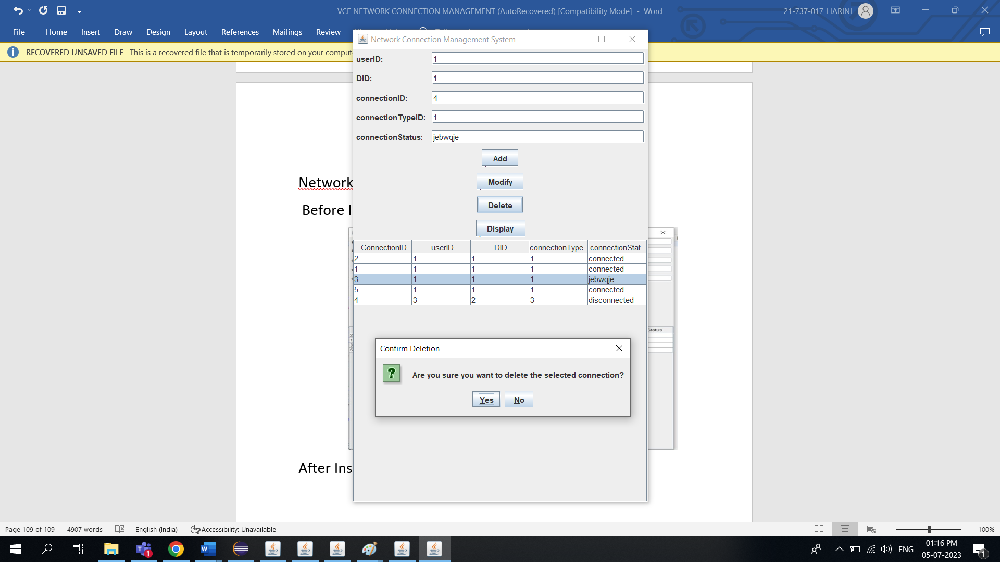 VCE NETWORK CONNECTION MANAGEMENT (AutoRecovered) [Compatibility Mode] - Word
21-737-017_HARINI
File Home Insert Draw Design Layout References Mailings Review
RECOVERED UNSAVED FILE This is a recovered file that is temporarily stored on your comput
Network
Before I
After Ins
Network Connection Management System
userID: 1
DID: 1
connectionID: 4
connectionTypeID: 1
connectionStatus: jebwqje
Add
Modify
Delete
Display
ConnectionID userID DID connectionType... connectionStat...
2 1 1 1 connected
1 1 1 1 connected
3 1 1 1 jebwqje
5 1 1 1 connected
4 3 2 3 disconnected
Status
Confirm Deletion
Are you sure you want to delete the selected connection?
Yes No
Page 109 of 109 4907 words English (India) Accessibility: Unavailable 100%
1
ENG
01:16 PM
05-07-2023
1